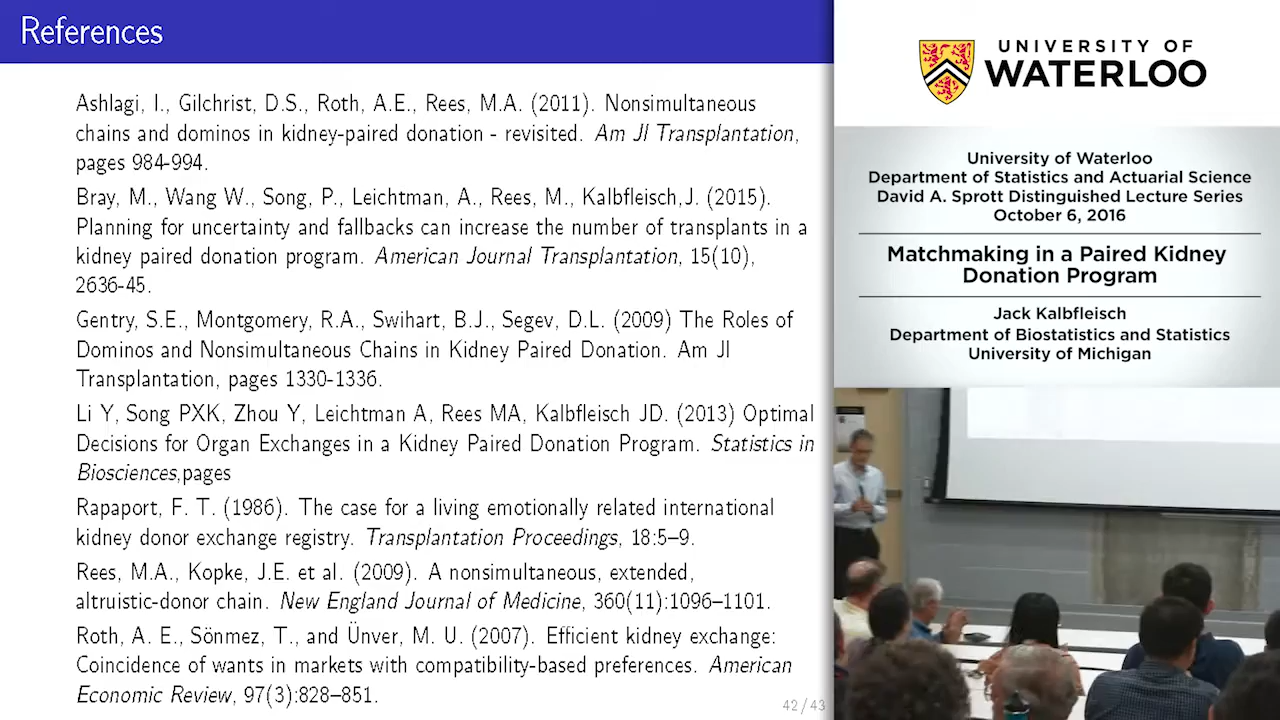 References
Ashlagi, I., Gilchrist, D.S., Roth, A.E., Rees, M.A. (2011). Nonsimultaneous
chains and dominos in kidney-paired donation - revisited. Am Jl Transplantation,
pages 984-994.
Bray, M., Wang W., Song, P., Leichtman, A., Rees, M., Kalbfleisch,J. (2015).
Planning for uncertainty and fallbacks can increase the number of transplants in a
kidney paired donation program. American Journal Transplantation, 15(10),
2636-45.
Gentry, S.E., Montgomery, R.A., Swihart, B.J., Segev, D.L. (2009) The Roles of
Dominos and Nonsimultaneous Chains in Kidney Paired Donation. Am Jl
Transplantation, pages 1330-1336.
Li Y, Song PXK, Zhou Y, Leichtman A, Rees MA, Kalbfleisch JD. (2013) Optimal
Decisions for Organ Exchanges in a Kidney Paired Donation Program. Statistics in
Biosciences,pages
Rapaport, F. T. (1986). The case for a living emotionally related international
kidney donor exchange registry. Transplantation Proceedings, 18:5–9.
Rees, M.A., Kopke, J.E. et al. (2009). A nonsimultaneous, extended,
altruistic-donor chain. New England Journal of Medicine, 360(11):1096–1101.
Roth, A. E., Sönmez, T., and Ünver, M. U. (2007). Efficient kidney exchange:
Coincidence of wants in markets with compatibility-based preferences. American
Economic Review, 97(3):828–851.
42 / 43
UNIVERSITY OF
WATERLOO
University of Waterloo
Department of Statistics and Actuarial Science
David A. Sprott Distinguished Lecture Series
October 6, 2016
Matchmaking in a Paired Kidney
Donation Program
Jack Kalbfleisch
Department of Biostatistics and Statistics
University of Michigan